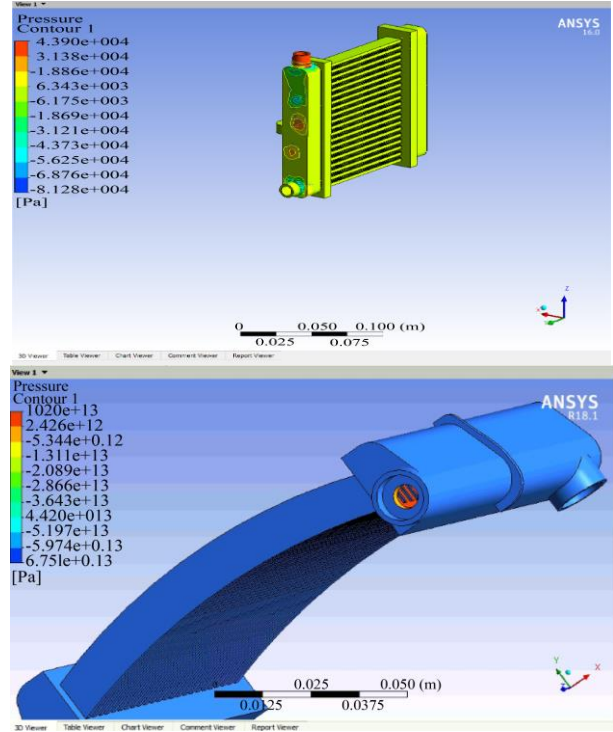 View 1
Pressure
Contour 1
4.390e+004
3.138e+004
-1.886e+004
6.343e+003
-6.175e+003
-1.869e+004
-3.121e+004
-4.373e+004
-5.625e+004
-6.876e+004
-8.128e+004
[Pa]
ANSYS
16.0
0 0.050 0.100 (m)
0.025 0.075
Z
3D Viewer Table Viewer Chart Viewer Comment Viewer Report Viewer
View 1
Pressure
Contour 1
1020e+13
2.426e+12
-5.344e+0.12
-1.311e+13
-2.089e+13
-2.866e+13
-3.643e+13
4.420e+013
-5.197e+13
-5.974e+0.13
6.751e+0.13
[Pa]
ANSYS
R18.1
0 0.025 0.050 (m)
0.0125 0.0375
Y X
Z
3D Viewer Table Viewer Chart Viewer Comment Viewer Report Viewer